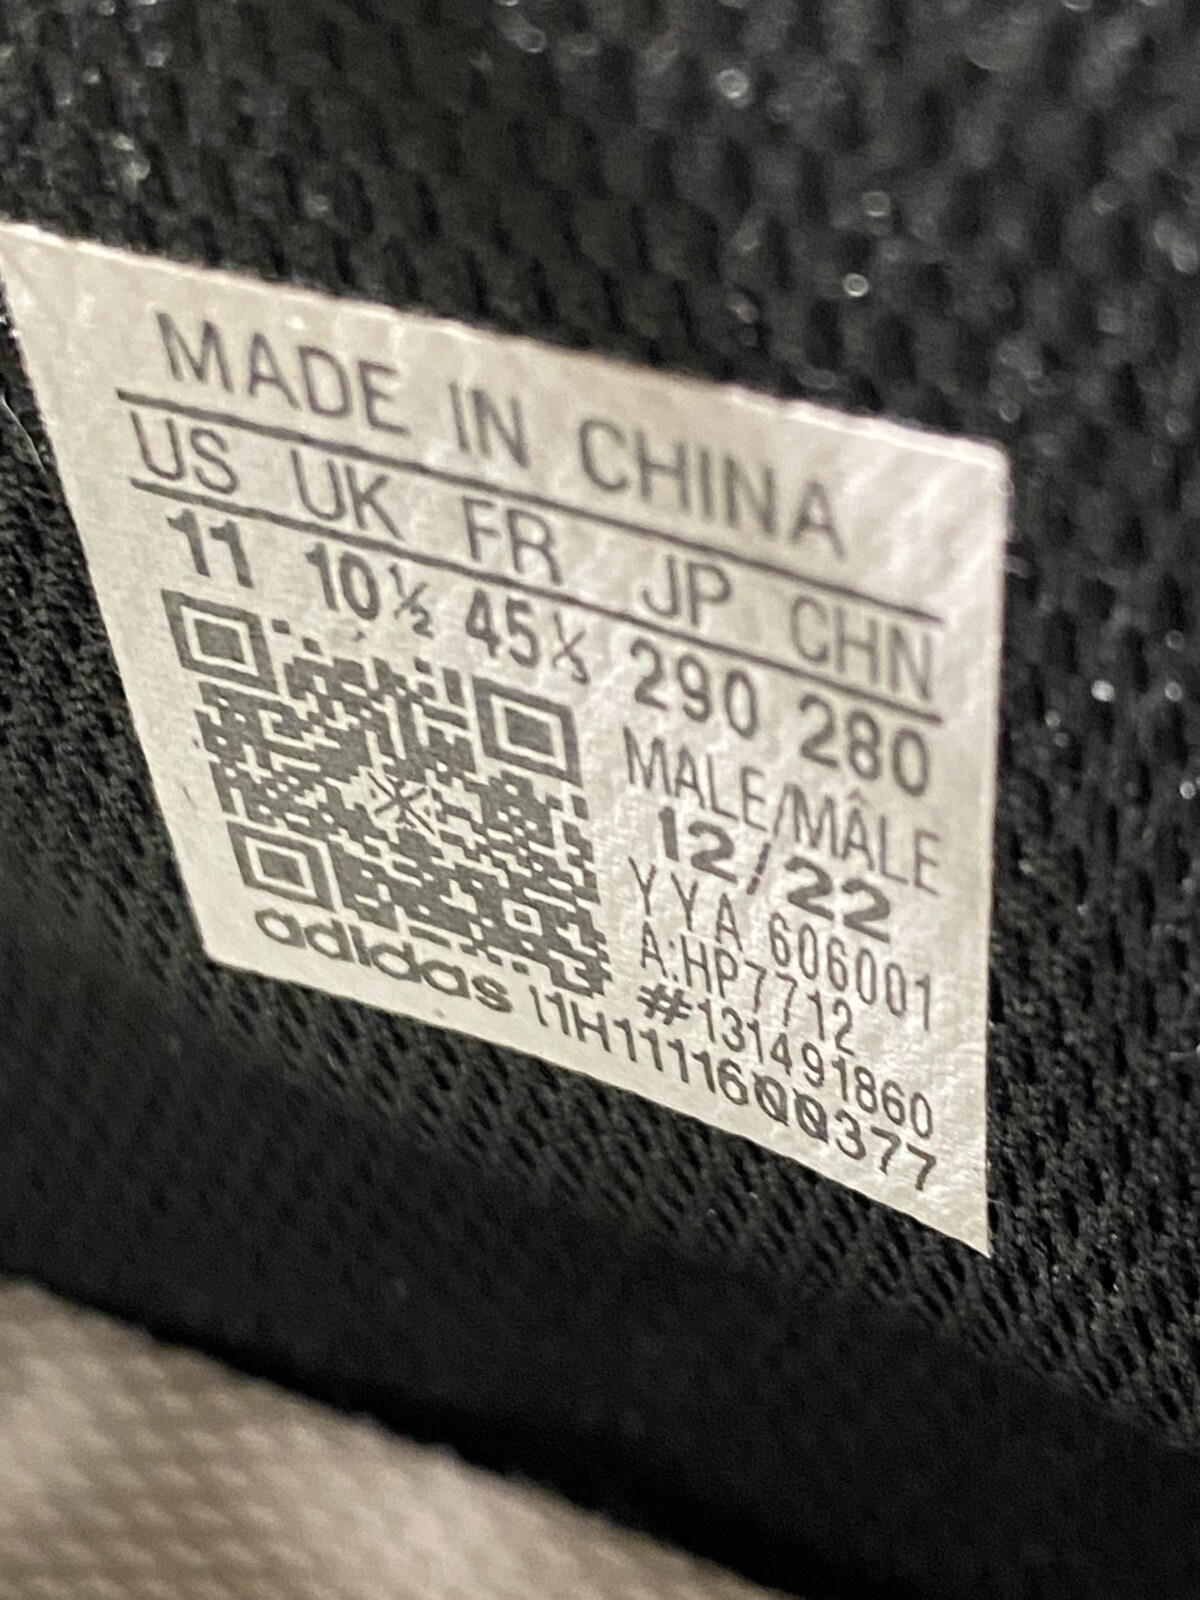 MADE IN CHINA
US UK FR JP CHN
11 10½ 45⅓ 290 280
MALE/MÂLE
12/22
YYA 606001
A:HP7712
#131491860
adidas 11H1111600377